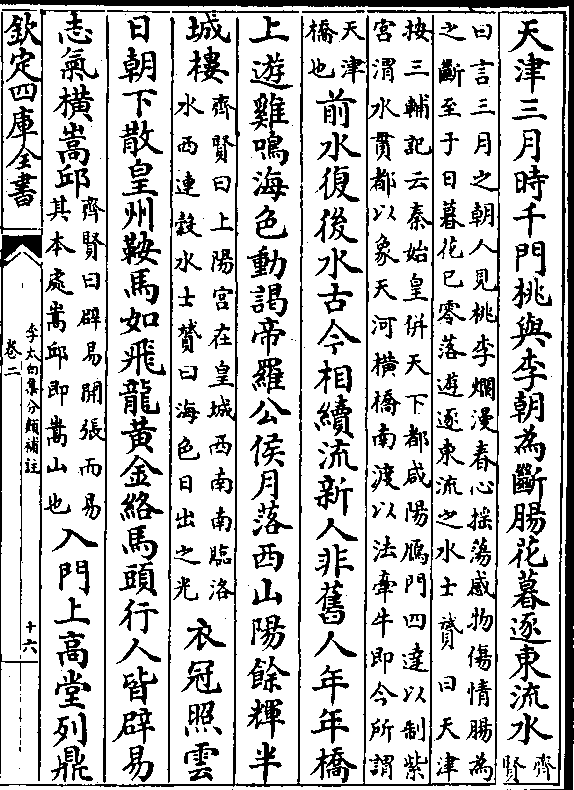 天津三月時千門桃與李朝為斷腸花暮逐東流水齊賢
曰言三月之朝人見桃李爛漫春心揺蕩感物傷情腸為
之斷至于日暮花已零落遊逐東流之水士贇曰天津
按三輔記云秦始皇併天下都咸陽鴈門四達以制紫
宮渭水貫都以象天河横橋南渡以法牽牛即今所謂
天津橋也前水復後水古今相續流新人非舊人年年橋
上遊雞鳴海色動謁帝羅公侯月落西山陽餘輝半
城樓齊賢曰上陽宮在皇城西南南臨洛水西連穀水士贇曰海色日出之光衣冠照雲
日朝下散皇州鞍馬如飛龍黄金絡馬頭行人皆辟易
志氣横嵩邱齊賢曰辟易開張而易其本處嵩邱即嵩山也入門上高堂列鼎
欽定四庫全書
李太白集分類補註
卷二
十六